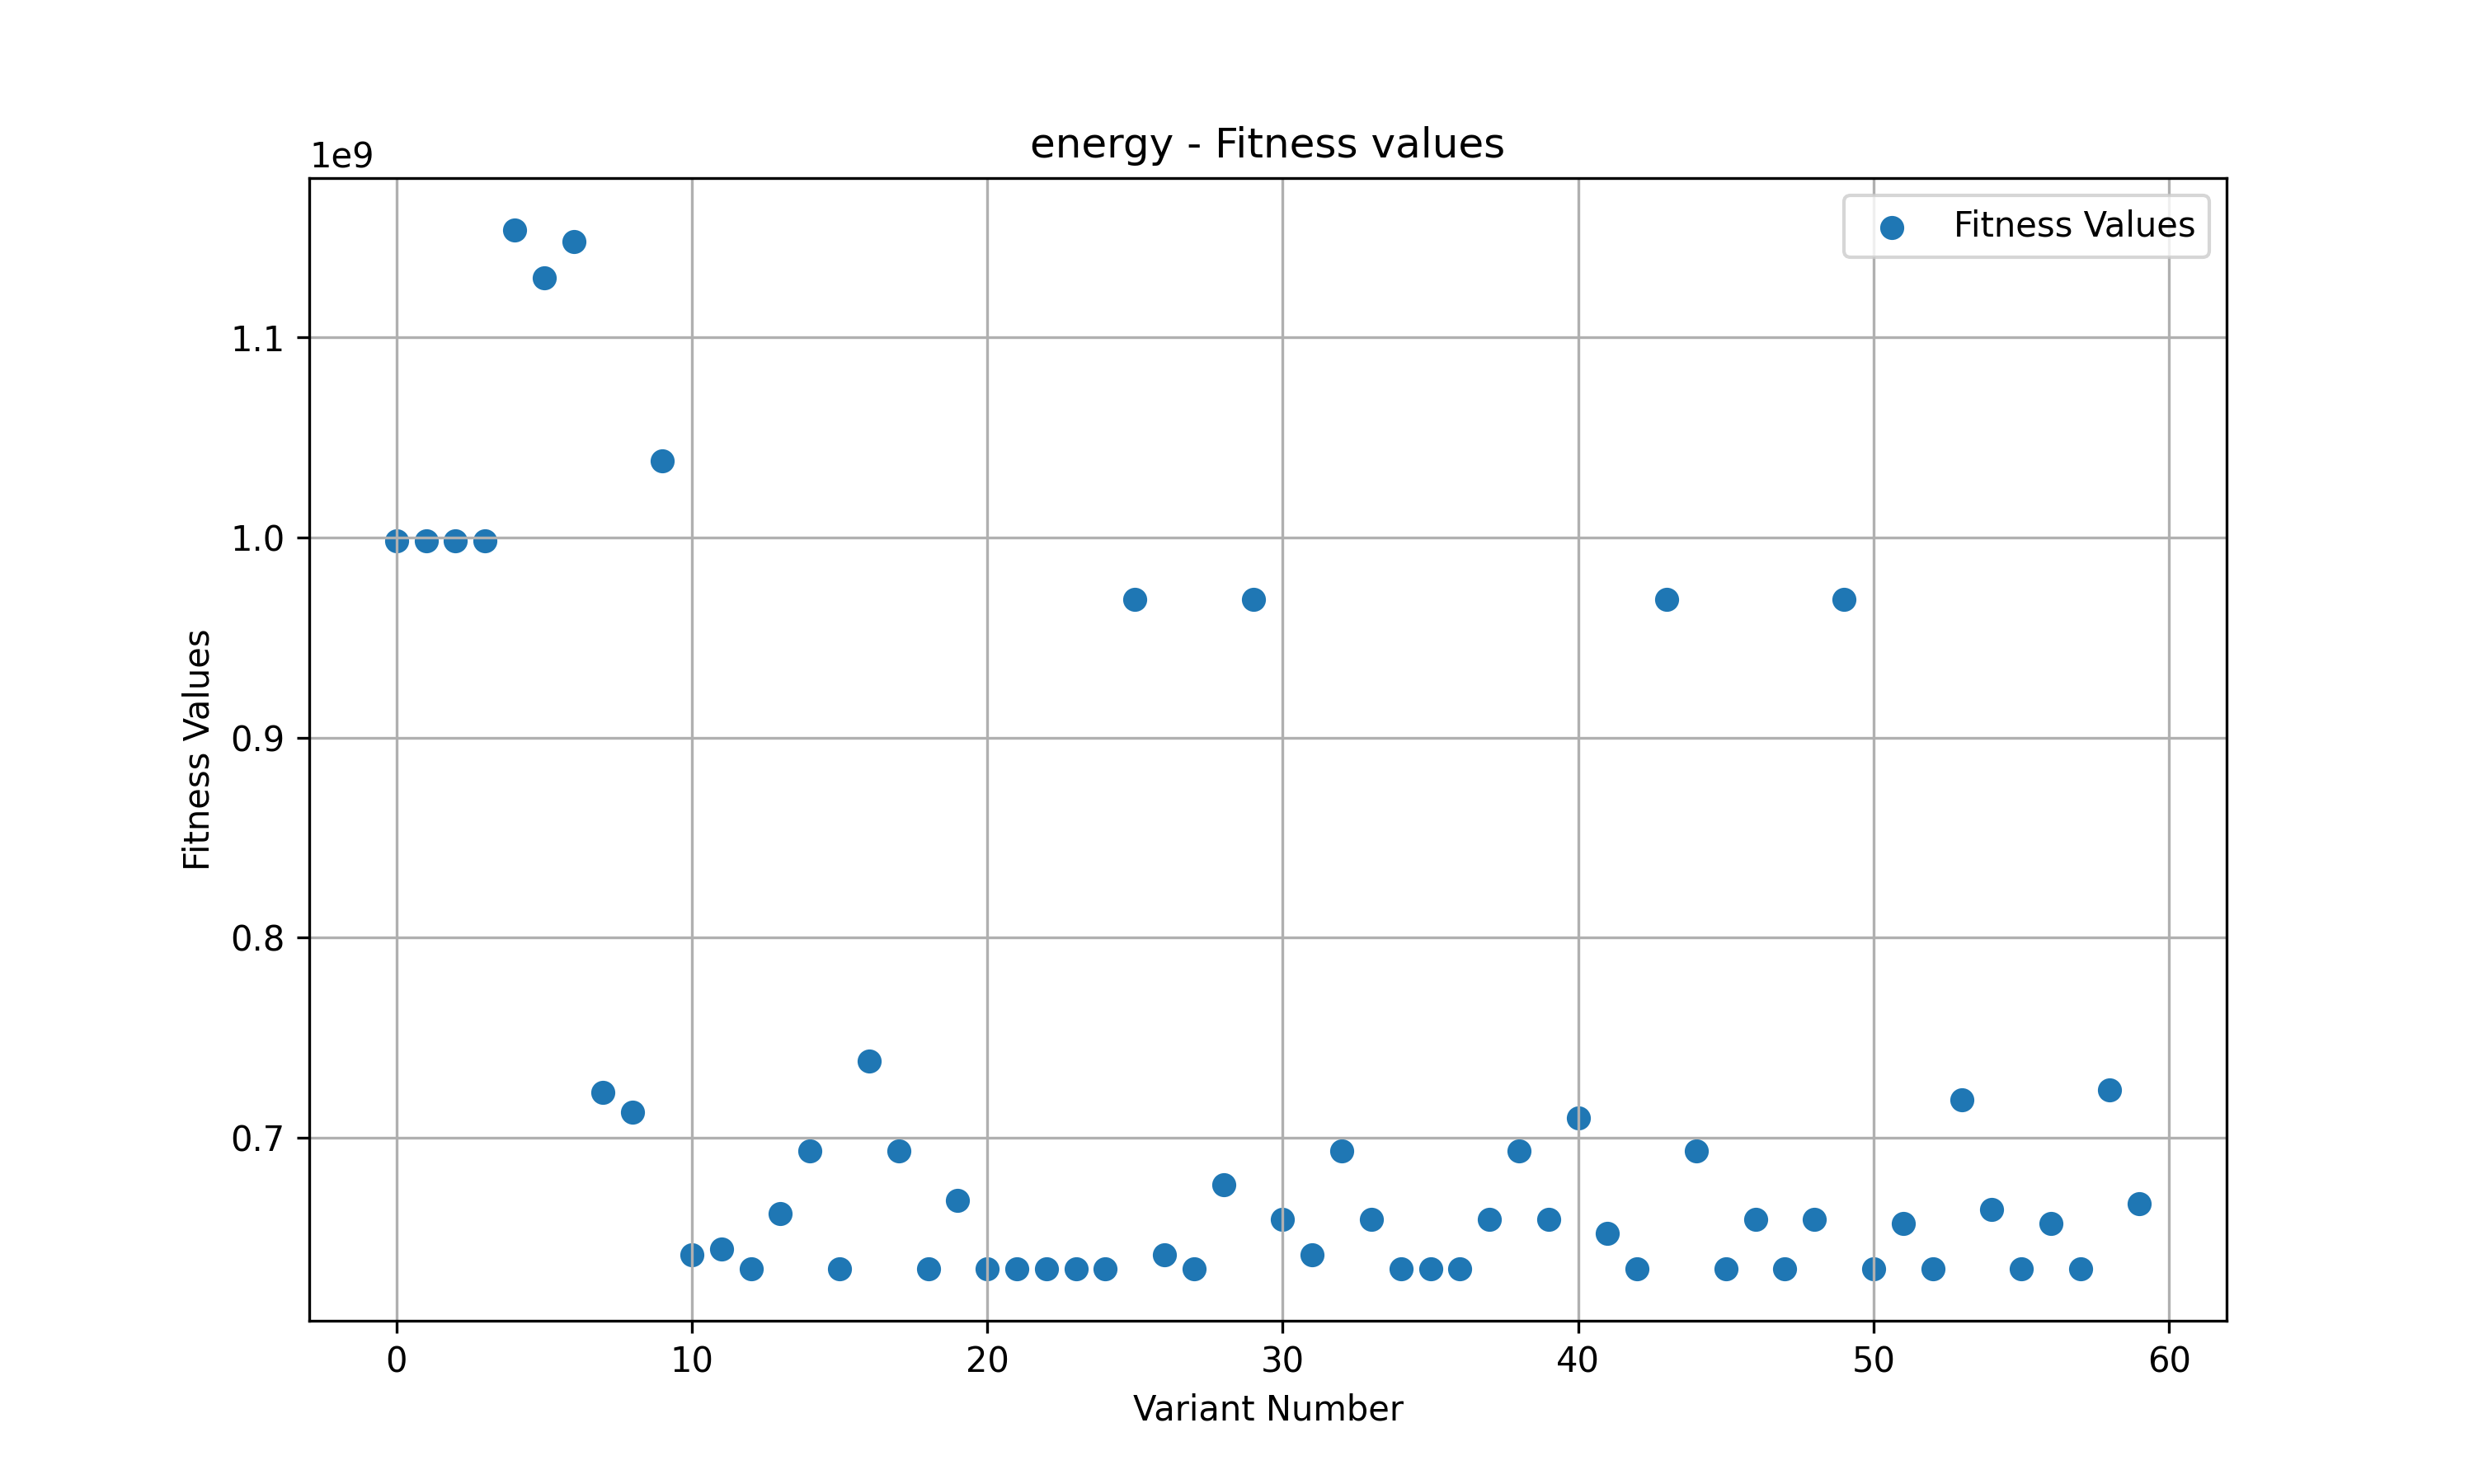 energy - Fitness values
1e9
Fitness Values
1.1
1.0
0.9
0.8
0.7
Fitness Values
0 10 20 30 40 50 60
Variant Number